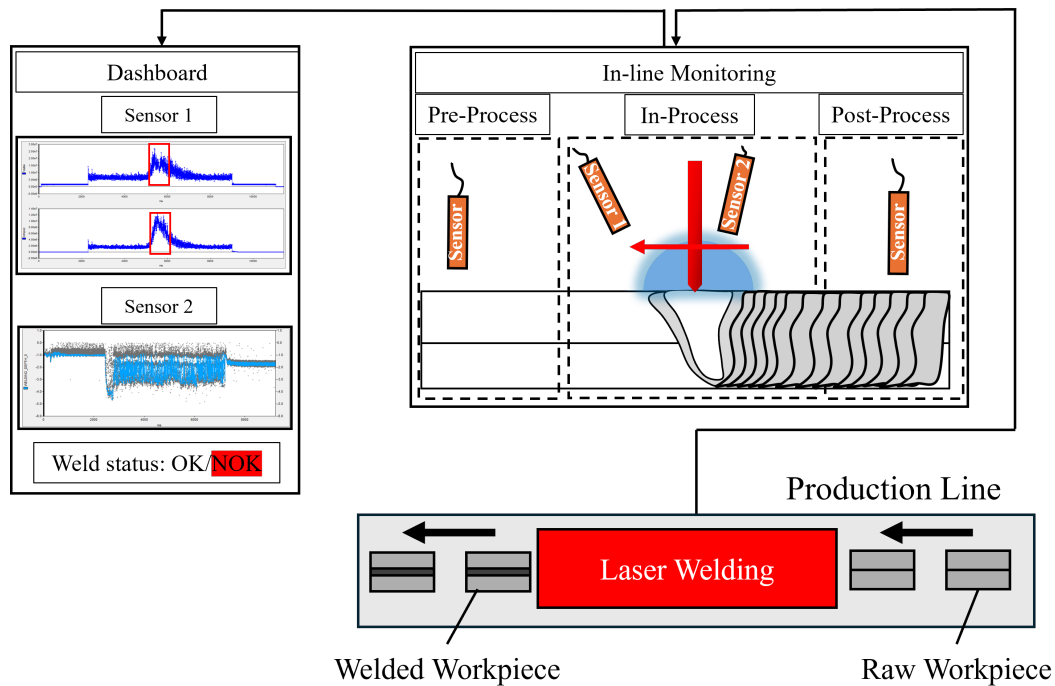 Dashboard
Sensor 1
Sensor 2
WELDING_DEPTH_5
Weld status: OK/NOK
In-line Monitoring
Pre-Process
In-Process
Post-Process
Sensor
Sensor 1
Sensor 2
Sensor
Production Line
Laser Welding
Welded Workpiece
Raw Workpiece